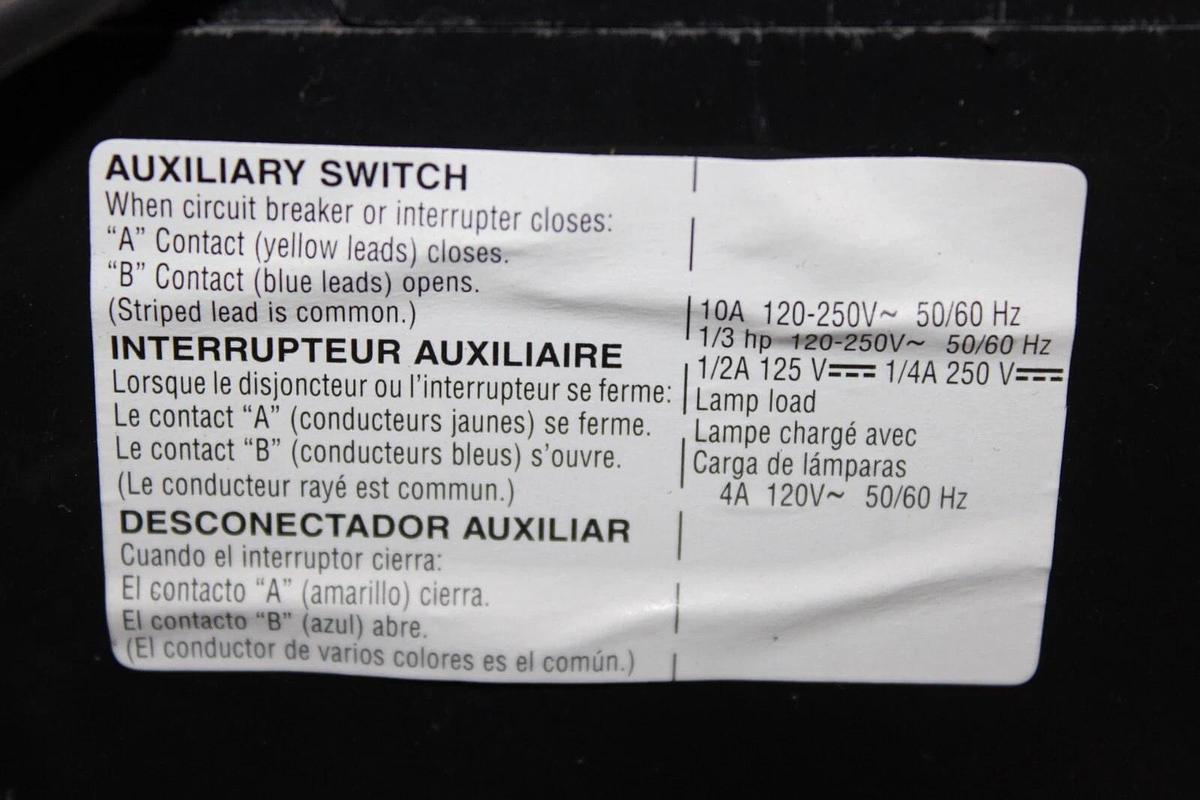 AUXILIARY SWITCH
When circuit breaker or interrupter closes:
“A” Contact (yellow leads) closes.
“B” Contact (blue leads) opens.
(Striped lead is common.)
INTERRUPTEUR AUXILIAIRE
Lorsque le disjoncteur ou l’interrupteur se ferme:
Le contact “A” (conducteurs jaunes) se ferme.
Le contact “B” (conducteurs bleus) s’ouvre.
(Le conducteur rayé est commun.)
DESCONECTADOR AUXILIAR
Cuando el interruptor cierra:
El contacto “A” (amarillo) cierra.
El contacto “B” (azul) abre.
(El conductor de varios colores es el común.)
10A 120-250V~ 50/60 Hz
1/3 hp 120-250V~ 50/60 Hz
1/2A 125 V⎓ 1/4A 250 V⎓
Lamp load
Lampe chargé avec
Carga de lámparas
4A 120V~ 50/60 Hz